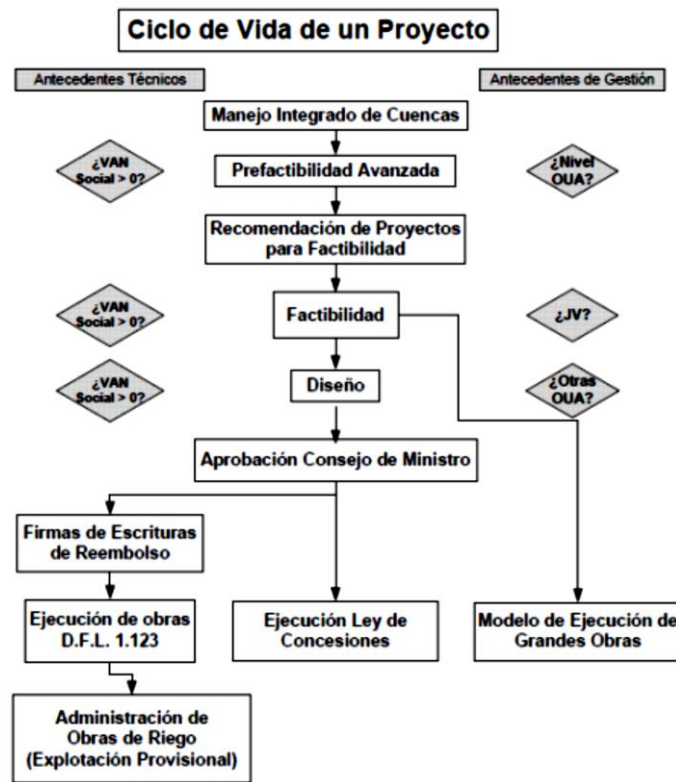 Ciclo de Vida de un Proyecto
Antecedentes Técnicos
Antecedentes de Gestión
Manejo Integrado de Cuencas
¿VAN
Social > 0?
Prefactibilidad Avanzada
¿Nivel
OUA?
Recomendación de Proyectos
para Factibilidad
¿VAN
Social > 0?
Factibilidad
¿JV?
¿VAN
Social > 0?
Diseño
¿Otras
OUA?
Aprobación Consejo de Ministro
Firmas de Escrituras
de Reembolso
Ejecución de obras
D.F.L. 1.123
Ejecución Ley de
Concesiones
Modelo de Ejecución de
Grandes Obras
Administración de
Obras de Riego
(Explotación Provisional)